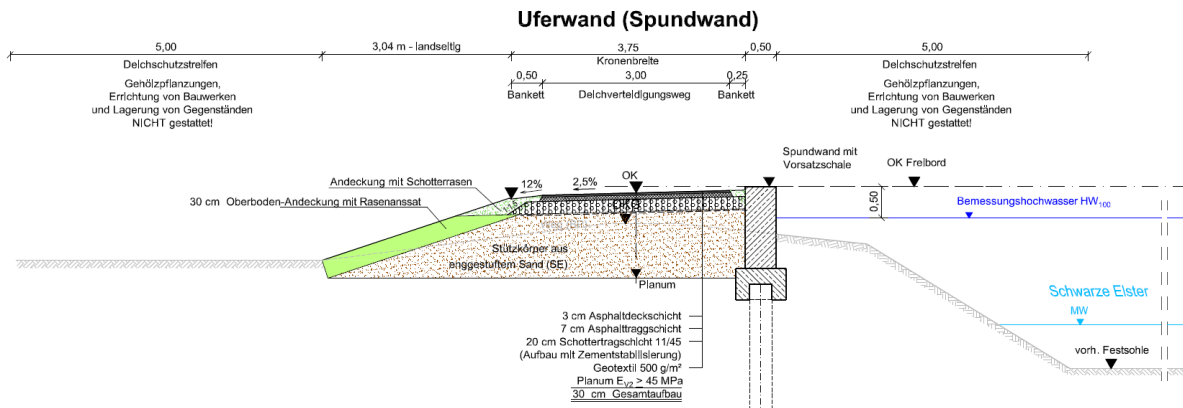 Uferwand (Spundwand)
5,00
3,04 m - landseitig
3,75
0,50
5,00
Deichschutzstreifen
Kronenbreite
Deichschutzstreifen
0,50
3,00
0,25
Bankett
Deichverteidigungsweg
Bankett
Gehölzpflanzungen,
Errichtung von Bauwerken
und Lagerung von Gegenständen
NICHT gestattet!
Gehölzpflanzungen,
Errichtung von Bauwerken
und Lagerung von Gegenständen
NICHT gestattet!
Spundwand mit
Vorsatzschale
OK Freibord
Andeckung mit Schotterrasen
12%
2,5%
OK
30 cm Oberboden-Andeckung mit Rasenanssat
1:1,5
0,50
Bemessungshochwasser HW100
Stützkörper aus
enggestuftem Sand (SE)
Planum
Schwarze Elster
MW
3 cm Asphaltdeckschicht
7 cm Asphalttraggschicht
20 cm Schottertragschicht 11/45
(Aufbau mit Zementstabilisierung)
Geotextil 500 g/m²
Planum EV2 ≥ 45 MPa
30 cm Gesamtaufbau
vorh. Festsohle